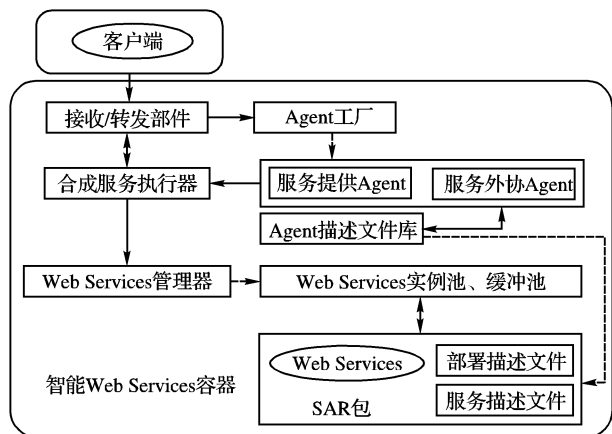 客户端
接收/转发部件
Agent工厂
合成服务执行器
服务提供Agent
服务外协Agent
Agent描述文件库
Web Services管理器
Web Services实例池、缓冲池
Web Services
部署描述文件
智能Web Services容器
SAR包
服务描述文件